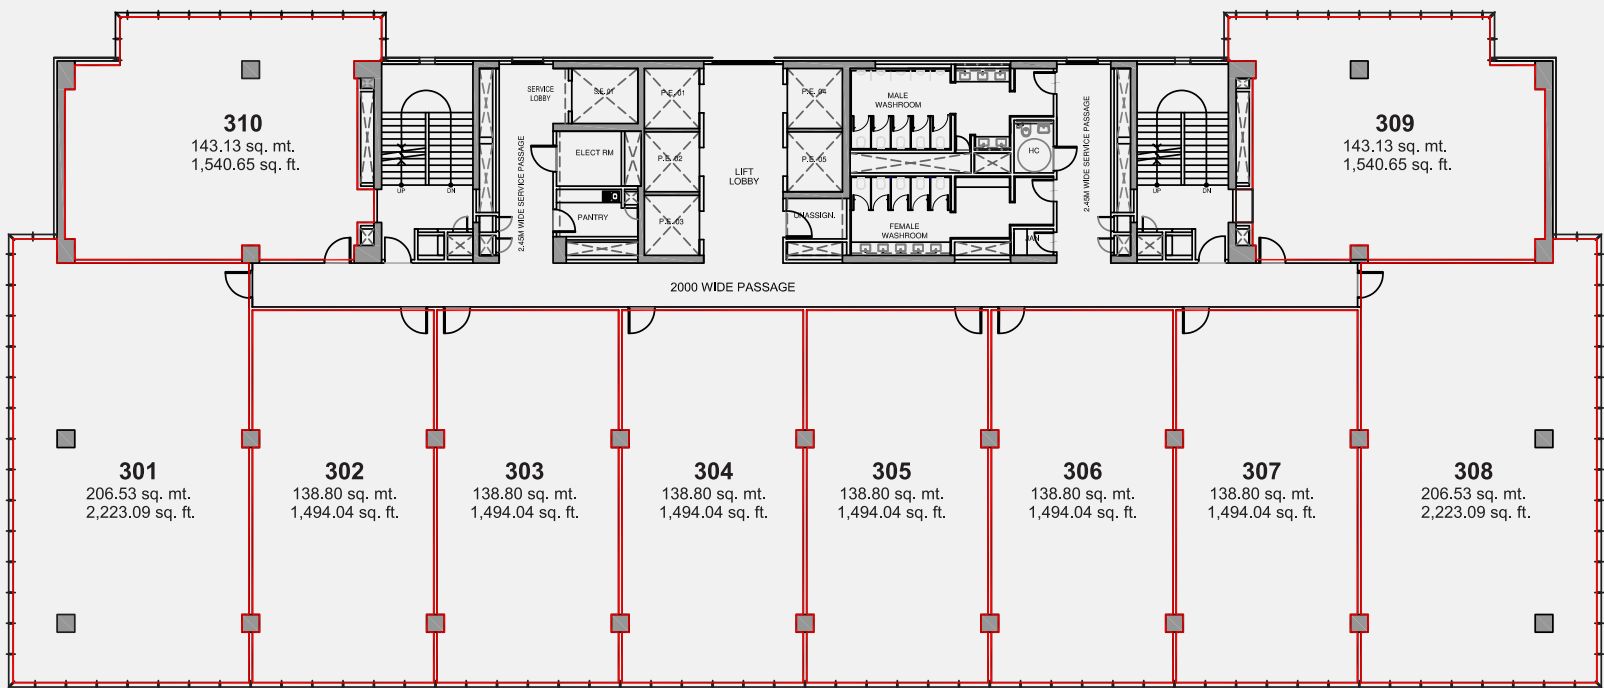 310
143.13 sq. mt.
1,540.65 sq. ft.
SERVICE
LOBBY
S.E.01
P.E.01
P.E.02
P.E.03
ELECT RM
PANTRY
2.45M WIDE SERVICE PASSAGE
UP
DN
LIFT
LOBBY
P.E.04
P.E.05
UNASSIGN.
MALE
WASHROOM
HC
FEMALE
WASHROOM
JAN
2.45M WIDE SERVICE PASSAGE
UP
DN
309
143.13 sq. mt.
1,540.65 sq. ft.
2000 WIDE PASSAGE
301
206.53 sq. mt.
2,223.09 sq. ft.
302
138.80 sq. mt.
1,494.04 sq. ft.
303
138.80 sq. mt.
1,494.04 sq. ft.
304
138.80 sq. mt.
1,494.04 sq. ft.
305
138.80 sq. mt.
1,494.04 sq. ft.
306
138.80 sq. mt.
1,494.04 sq. ft.
307
138.80 sq. mt.
1,494.04 sq. ft.
308
206.53 sq. mt.
2,223.09 sq. ft.